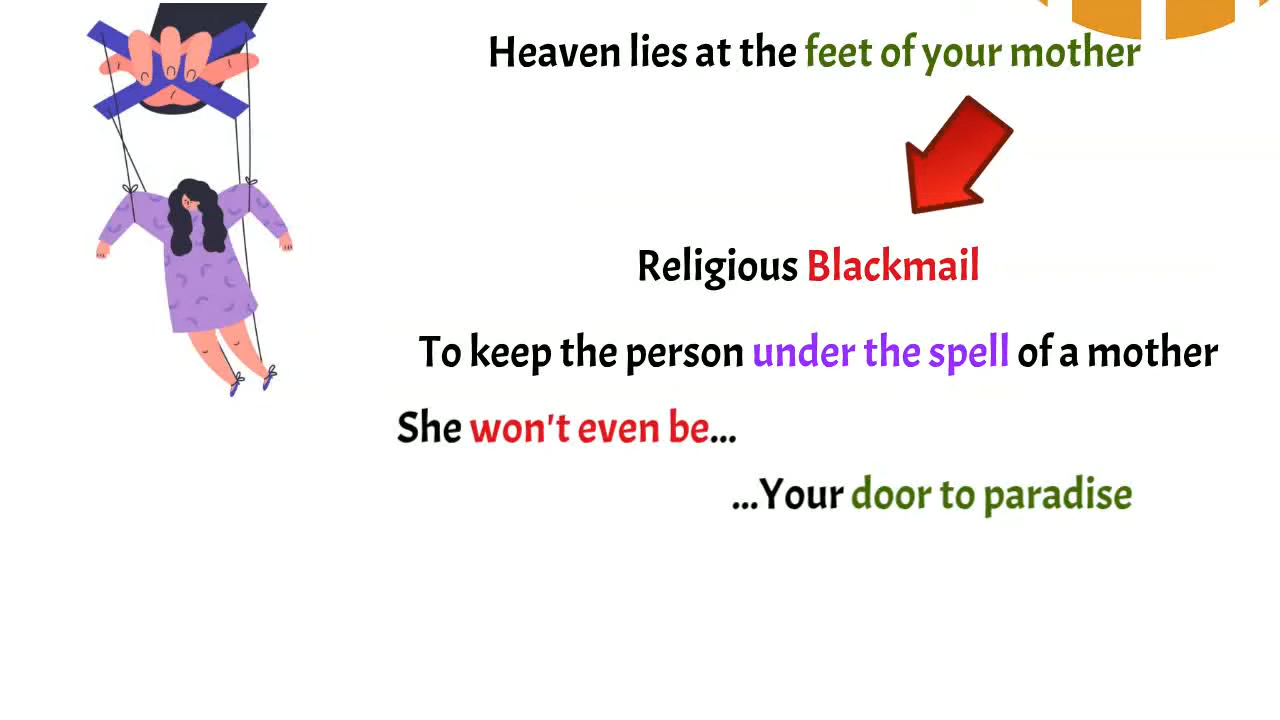 Heaven lies at the feet of your mother
Religious Blackmail
To keep the person under the spell of a mother
She won't even be...
...Your door to paradise